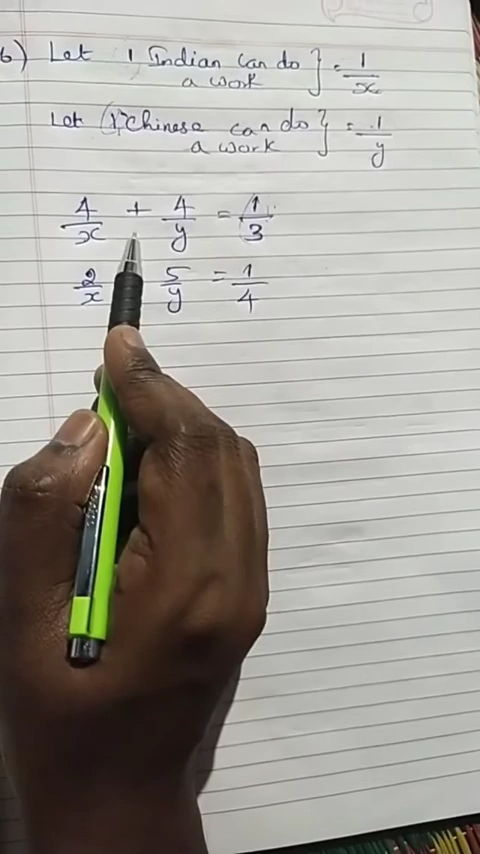 6) Let 1 Indian can do } = 1/x
a work
Let (1) Chinese can do } = 1/y
a work
4/x + 4/y = 1/3
2/x 5/y = 1/4